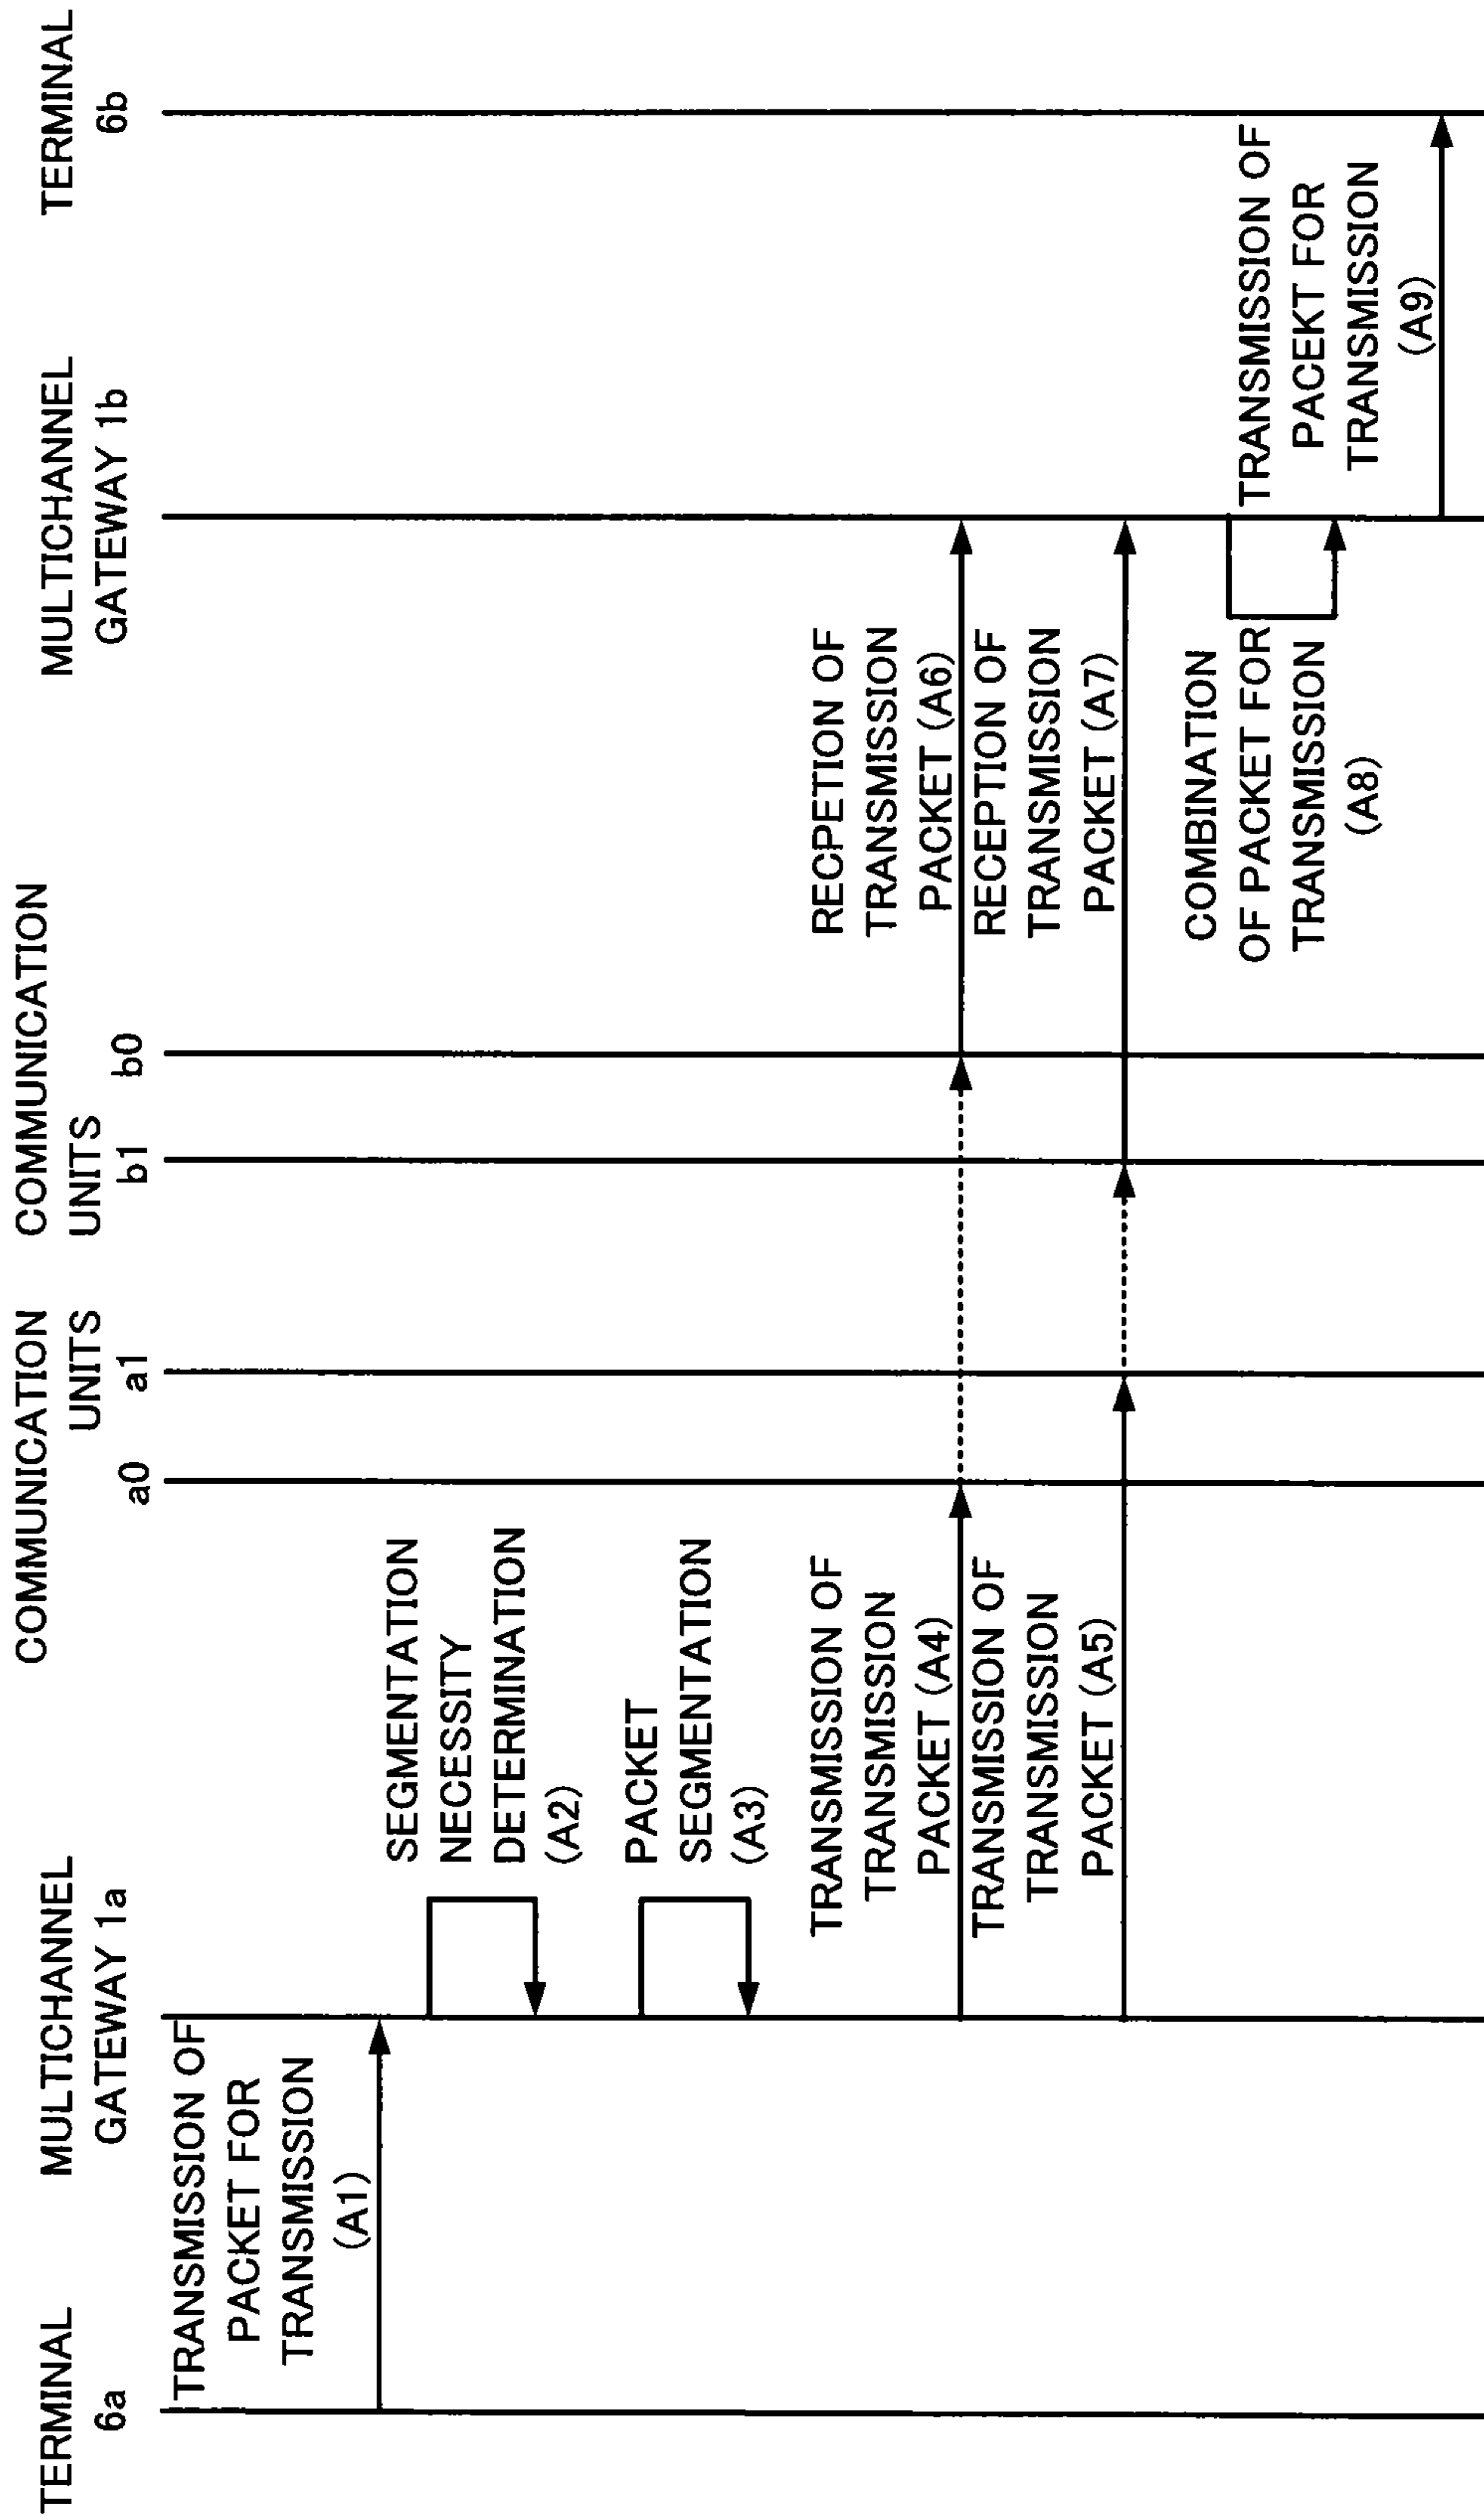 TERMINAL
6a
MULTICHANNEL
GATEWAY 1a
COMMUNICATION
UNITS
a0
a1
COMMUNICATION
UNITS
b1
b0
MULTICHANNEL
GATEWAY 1b
TERMINAL
6b
TRANSMISSION OF
PACKET FOR
TRANSMISSION
(A1)
SEGMENTATION
NECESSITY
DETERMINATION
(A2)
PACKET
SEGMENTATION
(A3)
TRANSMISSION OF
TRANSMISSION
PACKET (A4)
TRANSMISSION OF
TRANSMISSION
PACKET (A5)
RECPETION OF
TRANSMISSION
PACKET (A6)
RECEPTION OF
TRANSMISSION
PACKET (A7)
COMBINATION
OF PACKET FOR
TRANSMISSION
(A8)
TRANSMISSION OF
PACEKT FOR
TRANSMISSION
(A9)